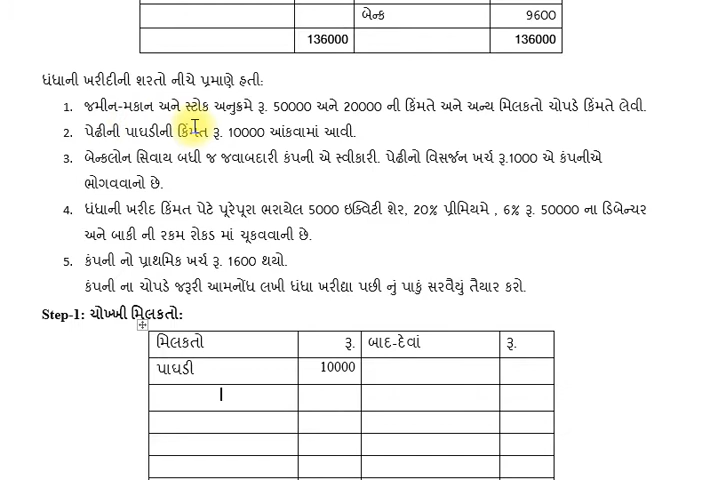 બેન્ક 9600
136000 136000
ધંધાની ખરીદીની શરતો નીચે પ્રમાણે હતી:
1. જમીન-મકાન અને સ્ટોક અનુક્રમે રૂ. 50000 અને 20000 ની કિંમતે અને અન્ય મિલકતો ચોપડે કિંમતે લેવી.
2. પેઢીની પાઘડીની કિંમત રૂ. 10000 આંકવામાં આવી.
3. બેન્કલોન સિવાય બધી જ જવાબદારી કંપની એ સ્વીકારી. પેઢીનો વિસર્જન ખર્ચ રૂ.1000 એ કંપનીએ
ભોગવવાનો છે.
4. ધંધાની ખરીદ કિંમત પેટે પૂરેપૂરા ભરાયેલ 5000 ઇક્વિટી શેર, 20% પ્રીમિયમે , 6% રૂ. 50000 ના ડિબેન્ચર
અને બાકી ની રકમ રોકડ માં ચૂકવવાની છે.
5. કંપની નો પ્રાથમિક ખર્ચ રૂ. 1600 થયો.
કંપની ના ચોપડે જરૂરી આમનોંધ લખી ધંધા ખરીદ્યા પછી નું પાકું સરવૈયું તૈયાર કરો.
Step-1: ચોખ્ખી મિલકતો:
મિલકતો રૂ. બાદ-દેવાં રૂ.
પાઘડી 10000